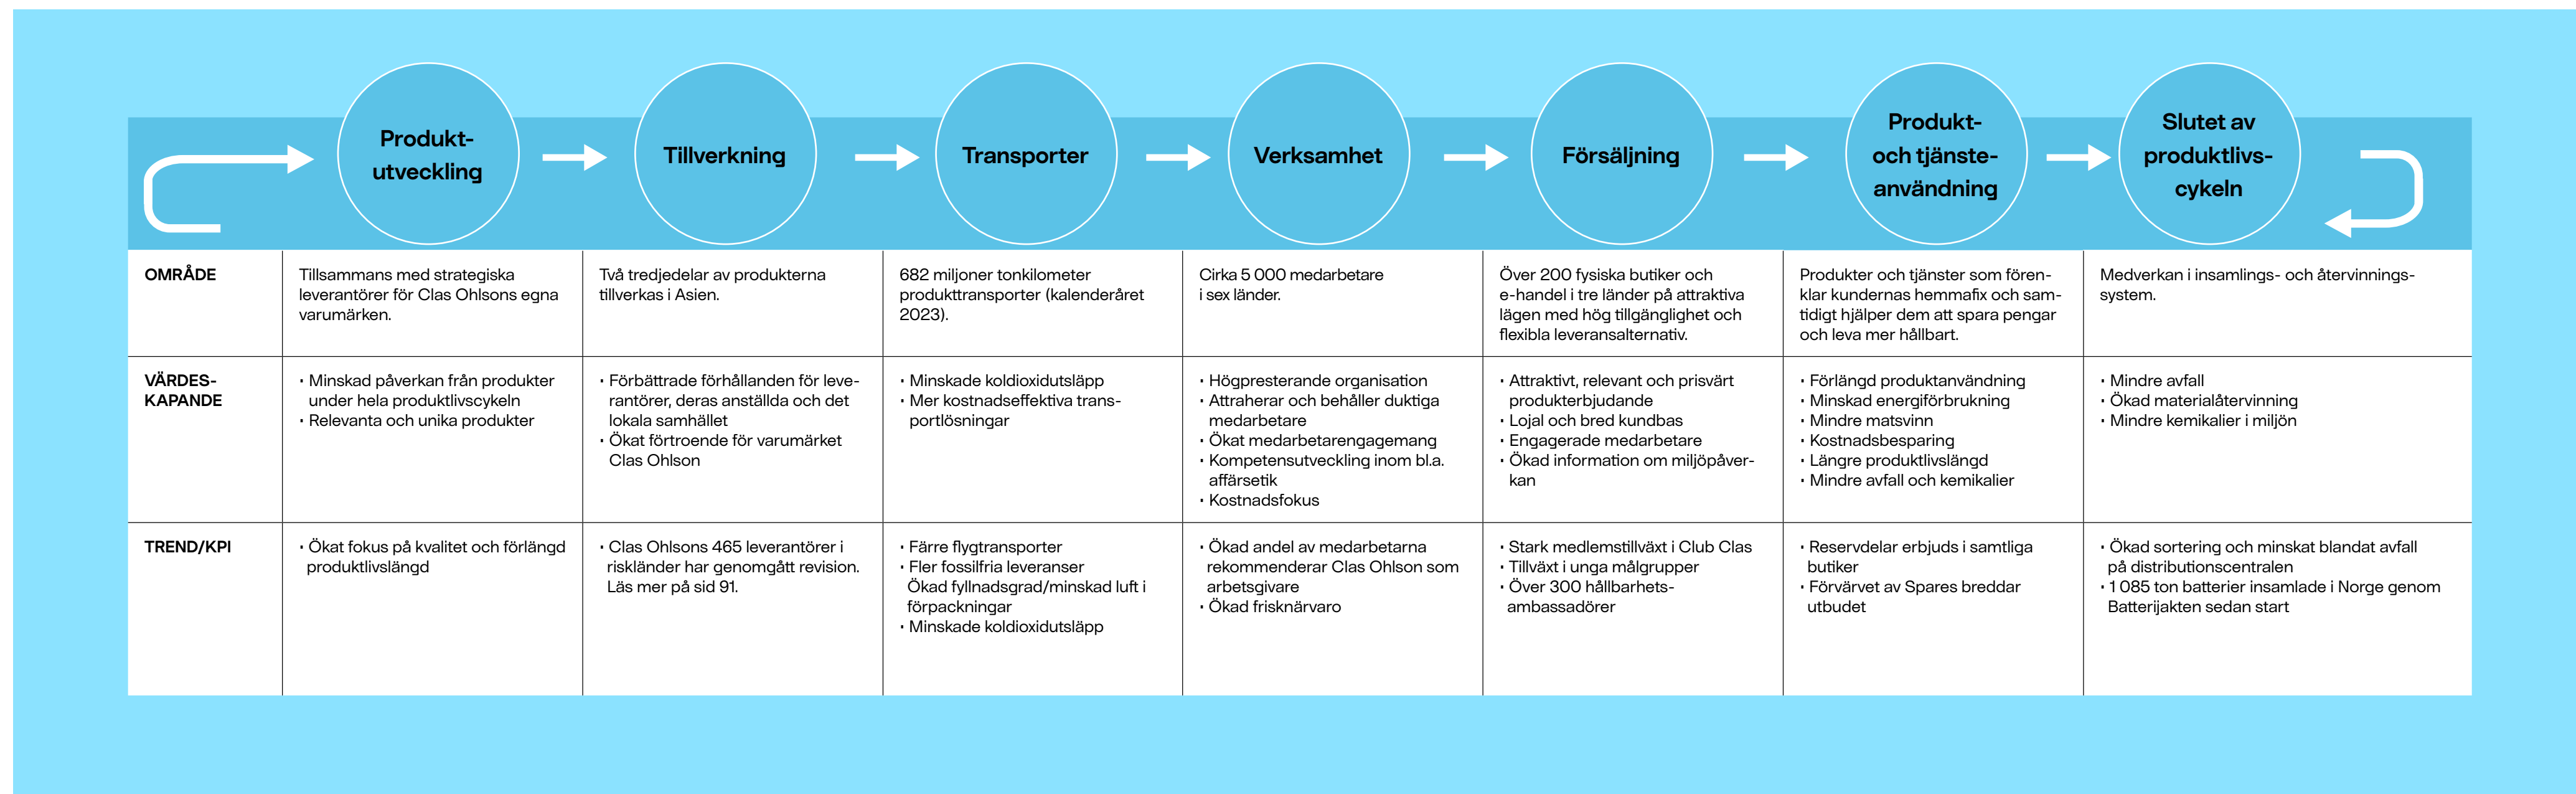 Produkt-
utveckling
Tillverkning
Transporter
Verksamhet
Försäljning
Produkt-
och tjänste-
användning
Slutet av
produktlivs-
cykeln
OMRÅDE
Tillsammans med strategiska
leverantörer för Clas Ohlsons egna
varumärken.
Två tredjedelar av produkterna
tillverkas i Asien.
682 miljoner tonkilometer
produkttransporter (kalenderåret
2023).
Cirka 5 000 medarbetare
i sex länder.
Över 200 fysiska butiker och
e-handel i tre länder på attraktiva
lägen med hög tillgänglighet och
flexibla leveransalternativ.
Produkter och tjänster som fören-
klar kundernas hemmafix och sam-
tidigt hjälper dem att spara pengar
och leva mer hållbart.
Medverkan i insamlings- och återvinnings-
system.
VÄRDES-
KAPANDE
· Minskad påverkan från produkter
under hela produktlivscykeln
· Relevanta och unika produkter
· Förbättrade förhållanden för leve-
rantörer, deras anställda och det
lokala samhället
· Ökat förtroende för varumärket
Clas Ohlson
· Minskade koldioxidutsläpp
· Mer kostnadseffektiva trans-
portlösningar
· Högpresterande organisation
· Attraherar och behåller duktiga
medarbetare
· Ökat medarbetarengagemang
· Kompetensutveckling inom bl.a.
affärsetik
· Kostnadsfokus
· Attraktivt, relevant och prisvärt
produkterbjudande
· Lojal och bred kundbas
· Engagerade medarbetare
· Ökad information om miljöpåver-
kan
· Förlängd produktanvändning
· Minskad energiförbrukning
· Mindre matsvinn
· Kostnadsbesparing
· Längre produktlivslängd
· Mindre avfall och kemikalier
· Mindre avfall
· Ökad materialåtervinning
· Mindre kemikalier i miljön
TREND/KPI
· Ökat fokus på kvalitet och förlängd
produktlivslängd
· Clas Ohlsons 465 leverantörer i
riskländer har genomgått revision.
Läs mer på sid 91.
· Färre flygtransporter
· Fler fossilfria leveranser
Ökad fyllnadsgrad/minskad luft i
förpackningar
· Minskade koldioxidutsläpp
· Ökad andel av medarbetarna
rekommenderar Clas Ohlson som
arbetsgivare
· Ökad frisknärvaro
· Stark medlemstillväxt i Club Clas
· Tillväxt i unga målgrupper
· Över 300 hållbarhets-
ambassadörer
· Reservdelar erbjuds i samtliga
butiker
· Förvärvet av Spares breddar
utbudet
· Ökad sortering och minskat blandat avfall
på distributionscentralen
· 1 085 ton batterier insamlade i Norge genom
Batterijakten sedan start